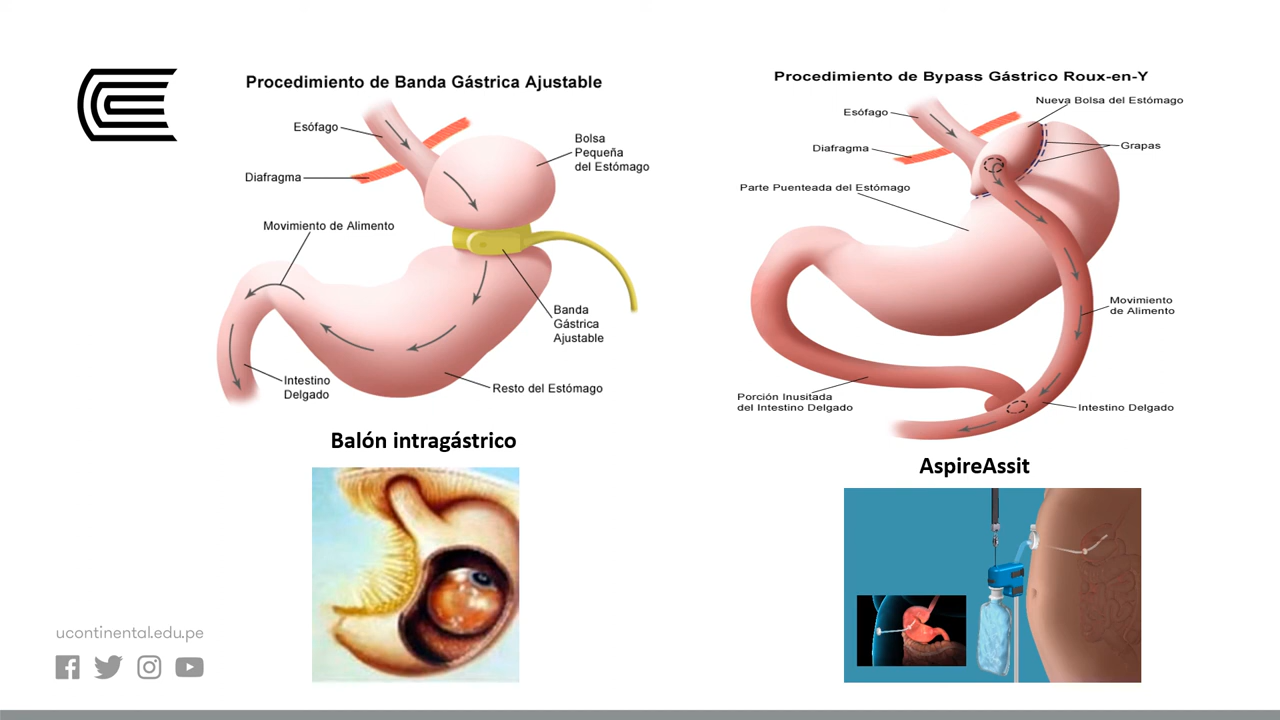 Procedimiento de Banda Gástrica Ajustable
Esófago
Diafragma
Bolsa
Pequeña
del Estómago
Movimiento de Alimento
Banda
Gástrica
Ajustable
Intestino
Delgado
Resto del Estómago
Procedimiento de Bypass Gástrico Roux-en-Y
Nueva Bolsa del Estómago
Esófago
Grapas
Diafragma
Parte Puenteada del Estómago
Movimiento
de Alimento
Porción Inusitada
del Intestino Delgado
Intestino Delgado
Balón intragástrico
AspireAssit
ucontinental.edu.pe